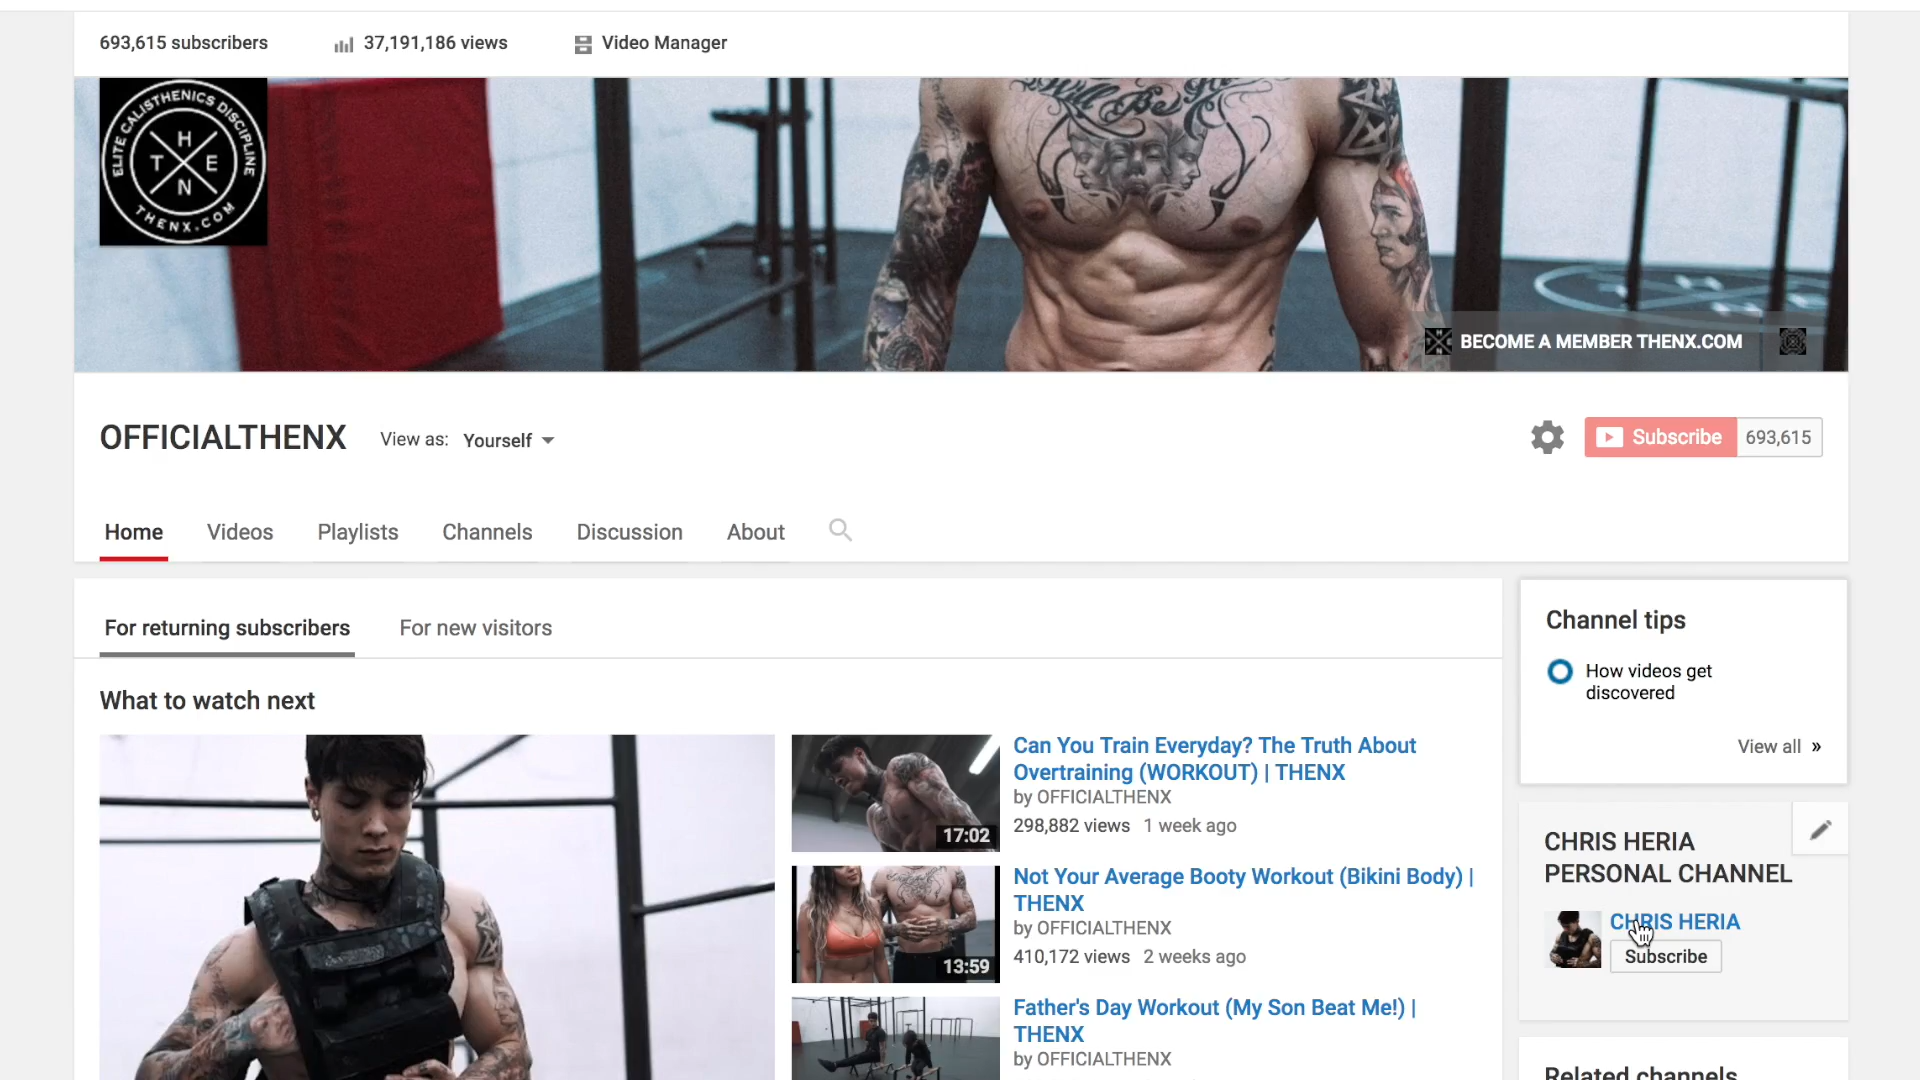 693,615 subscribers
37,191,186 views
Video Manager
ELITE CALISTHENICS DISCIPLINE
H
T E
N
THENX.COM
BECOME A MEMBER THENX.COM
OFFICIALTHENX
View as: Yourself
Subscribe 693,615
Home Videos Playlists Channels Discussion About
For returning subscribers
For new visitors
What to watch next
17:02
Can You Train Everyday? The Truth About
Overtraining (WORKOUT) | THENX
by OFFICIALTHENX
298,882 views 1 week ago
13:59
Not Your Average Booty Workout (Bikini Body) |
THENX
by OFFICIALTHENX
410,172 views 2 weeks ago
Father's Day Workout (My Son Beat Me!) |
THENX
by OFFICIALTHENX
Channel tips
How videos get
discovered
View all »
CHRIS HERIA
PERSONAL CHANNEL
CHRIS HERIA
Subscribe
Related channels